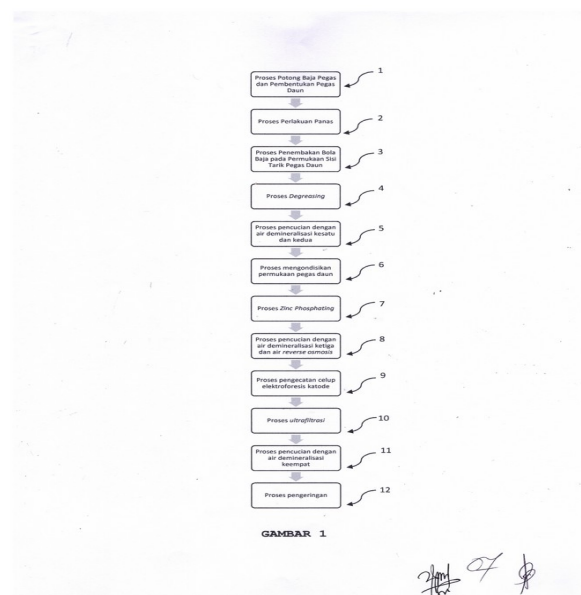 Proses Potong Baja Pegas
dan Pembentukan Pegas
Daun
1
Proses Perlakuan Panas
2
Proses Penembakan Bola
Baja pada Permukaan Sisi
Tarik Pegas Daun
3
Proses Degreasing
4
Proses pencucian dengan
air demineralisasi kesatu
dan kedua
5
Proses mengondisikan
permukaan pegas daun
6
Proses Zinc Phosphating
7
Proses pencucian dengan
air demineralisasi ketiga
dan air reverse osmosis
8
Proses pengecatan celup
elektroforesis katode
9
Proses ultrafiltrasi
10
Proses pencucian dengan
air demineralisasi
keempat
11
Proses pengeringan
12
GAMBAR 1